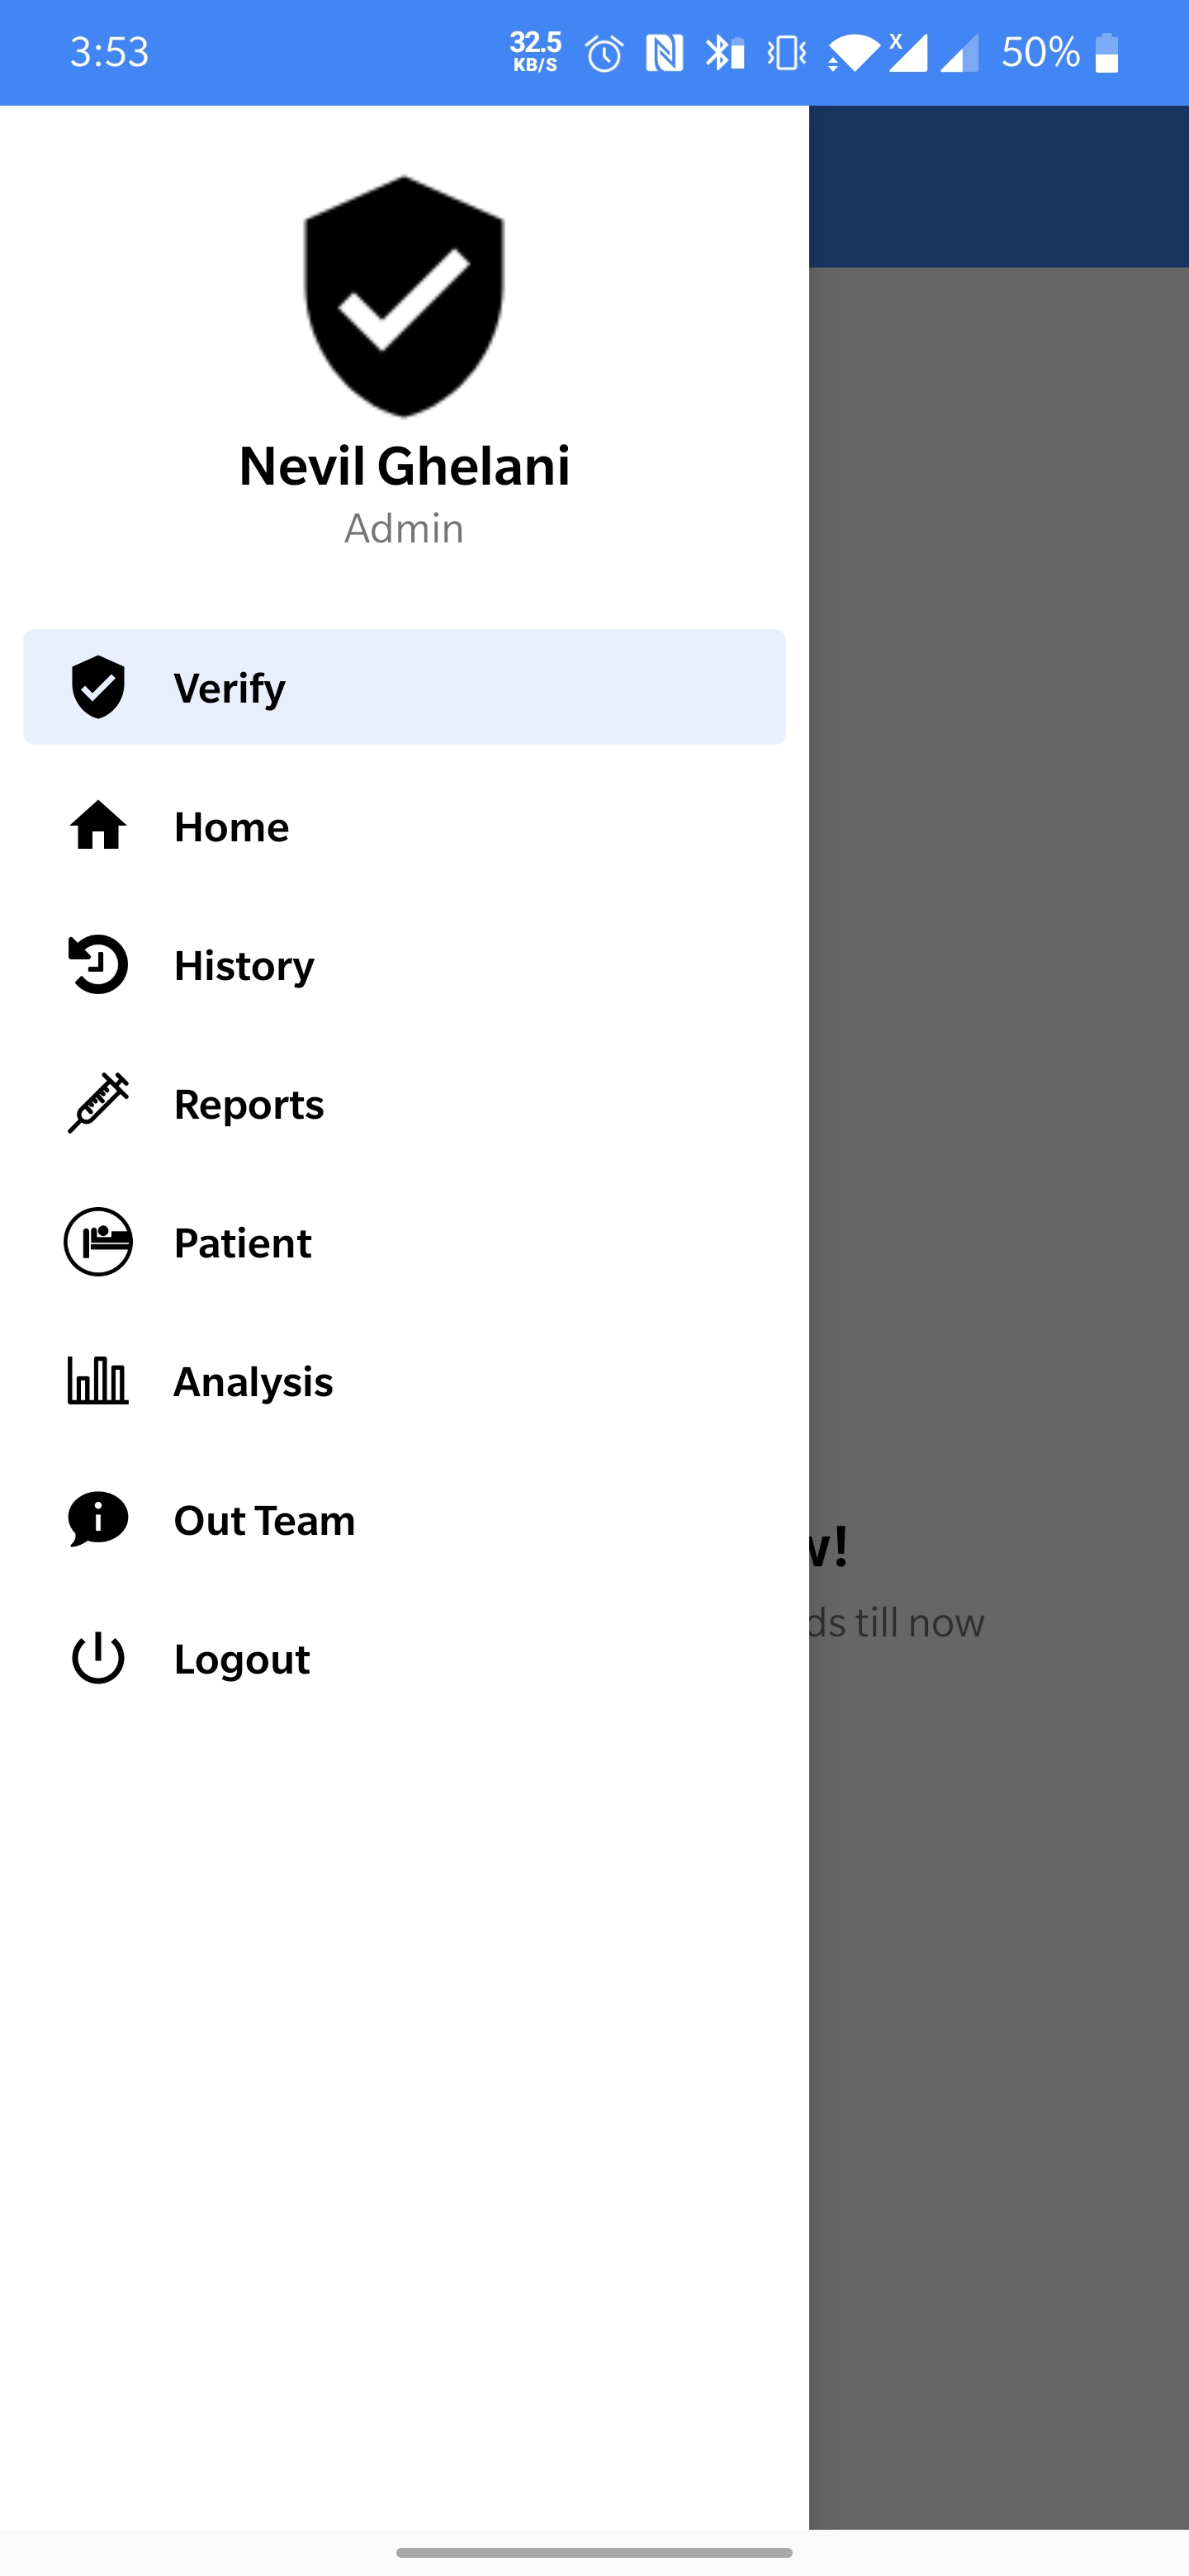 3:53
32.5
KB/S
X
50%
Nevil Ghelani
Admin
Verify
Home
History
Reports
Patient
Analysis
Out Team
w!
ds till now
Logout